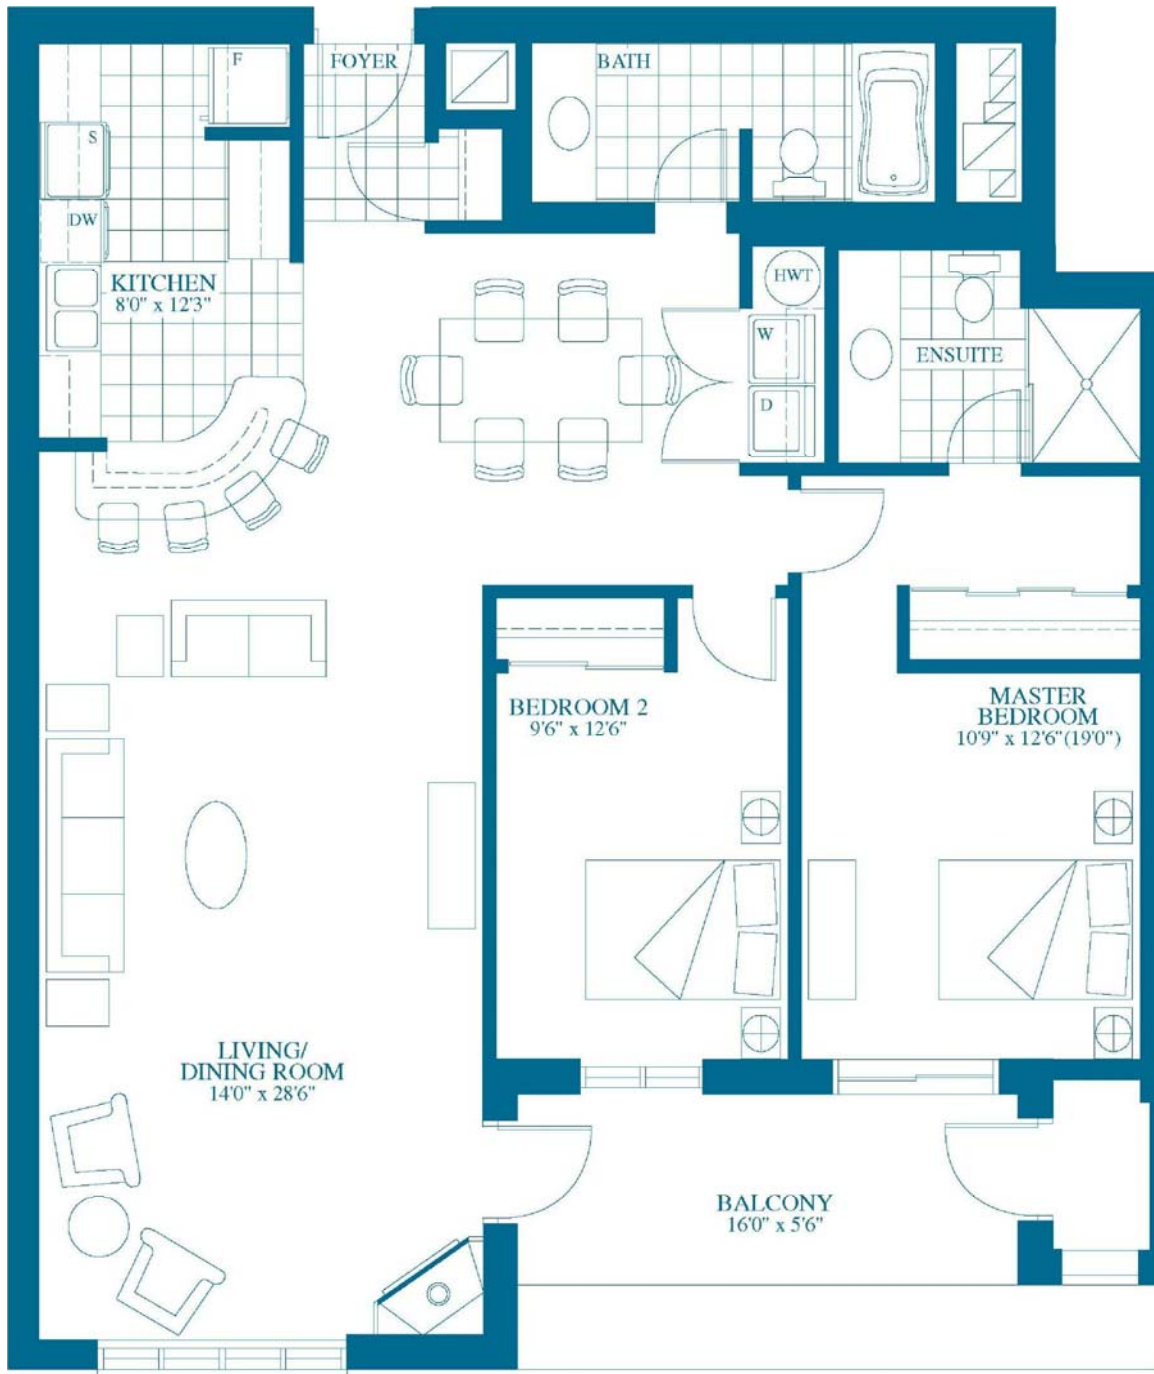 F
FOYER
BATH
S
DW
KITCHEN
8'0" x 12'3"
HWT
W
D
ENSUITE
BEDROOM 2
9'6" x 12'6"
MASTER
BEDROOM
10'9" x 12'6"(19'0")
LIVING/
DINING ROOM
14'0" x 28'6"
BALCONY
16'0" x 5'6"